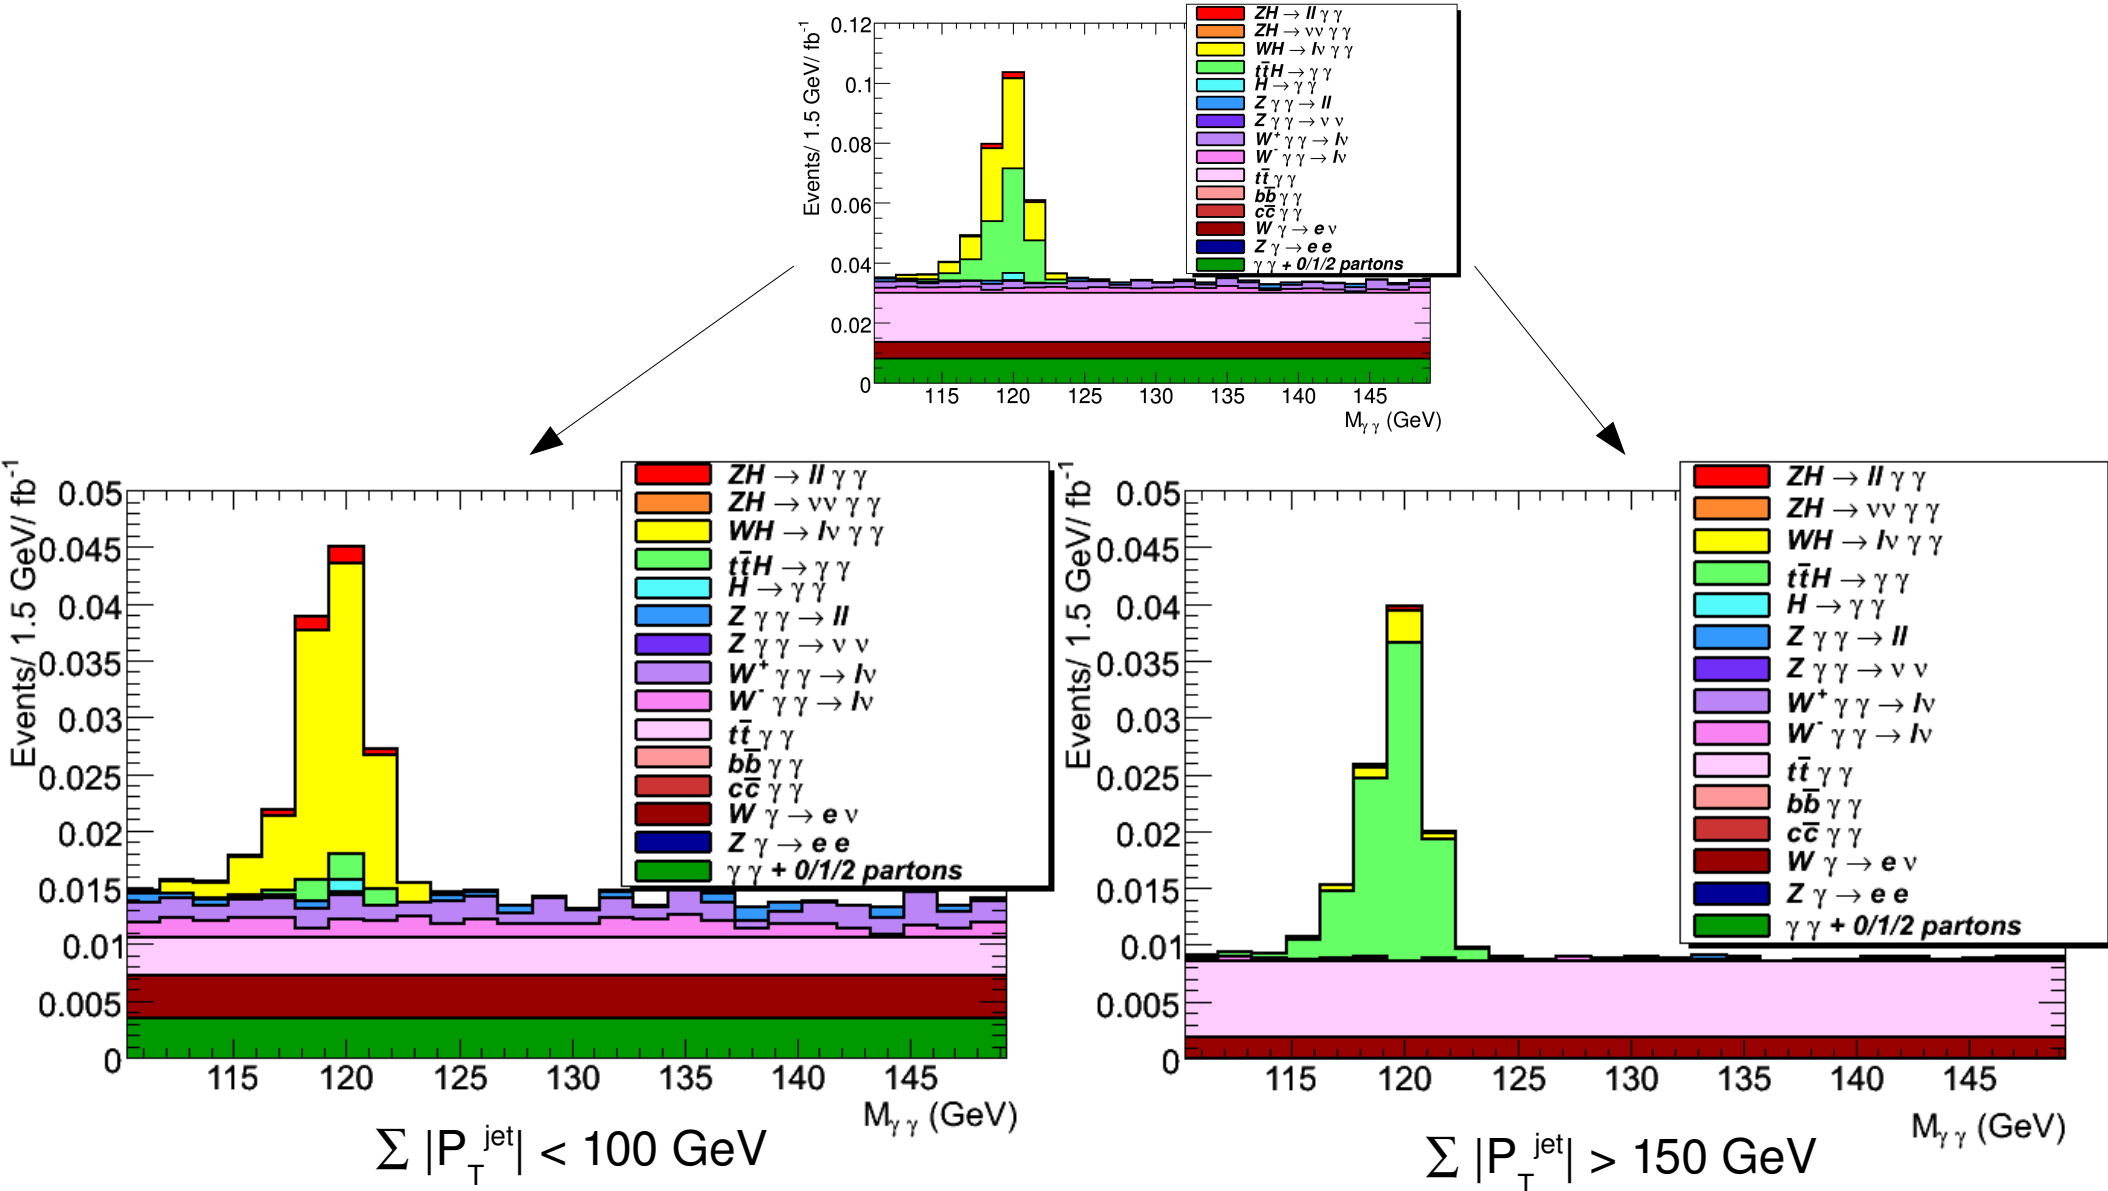 Events/ 1.5 GeV/ fb⁻¹
0.12
0.1
0.08
0.06
0.04
0.02
0
115 120 125 130 135 140 145
M_γγ (GeV)
ZH → ll γ γ
ZH → νν γ γ
WH → lν γ γ
tt̅H → γ γ
H → γ γ
Z γ γ → ll
Z γ γ → ν ν
W⁺ γ γ → lν
W⁻ γ γ → lν
tt̅ γ γ
bb̅ γ γ
cc̅ γ γ
W γ → e ν
Z γ → e e
γ γ + 0/1/2 partons
Events/ 1.5 GeV/ fb⁻¹
0.05
0.045
0.04
0.035
0.03
0.025
0.02
0.015
0.01
0.005
0
115 120 125 130 135 140 145
M_γγ (GeV)
ZH → ll γ γ
ZH → νν γ γ
WH → lν γ γ
tt̅H → γ γ
H → γ γ
Z γ γ → ll
Z γ γ → ν ν
W⁺ γ γ → lν
W⁻ γ γ → lν
tt̅ γ γ
bb̅ γ γ
cc̅ γ γ
W γ → e ν
Z γ → e e
γ γ + 0/1/2 partons
Σ |P_T^jet| < 100 GeV
Events/ 1.5 GeV/ fb⁻¹
0.05
0.045
0.04
0.035
0.03
0.025
0.02
0.015
0.01
0.005
0
115 120 125 130 135 140 145
M_γγ (GeV)
ZH → ll γ γ
ZH → νν γ γ
WH → lν γ γ
tt̅H → γ γ
H → γ γ
Z γ γ → ll
Z γ γ → ν ν
W⁺ γ γ → lν
W⁻ γ γ → lν
tt̅ γ γ
bb̅ γ γ
cc̅ γ γ
W γ → e ν
Z γ → e e
γ γ + 0/1/2 partons
Σ |P_T^jet| > 150 GeV